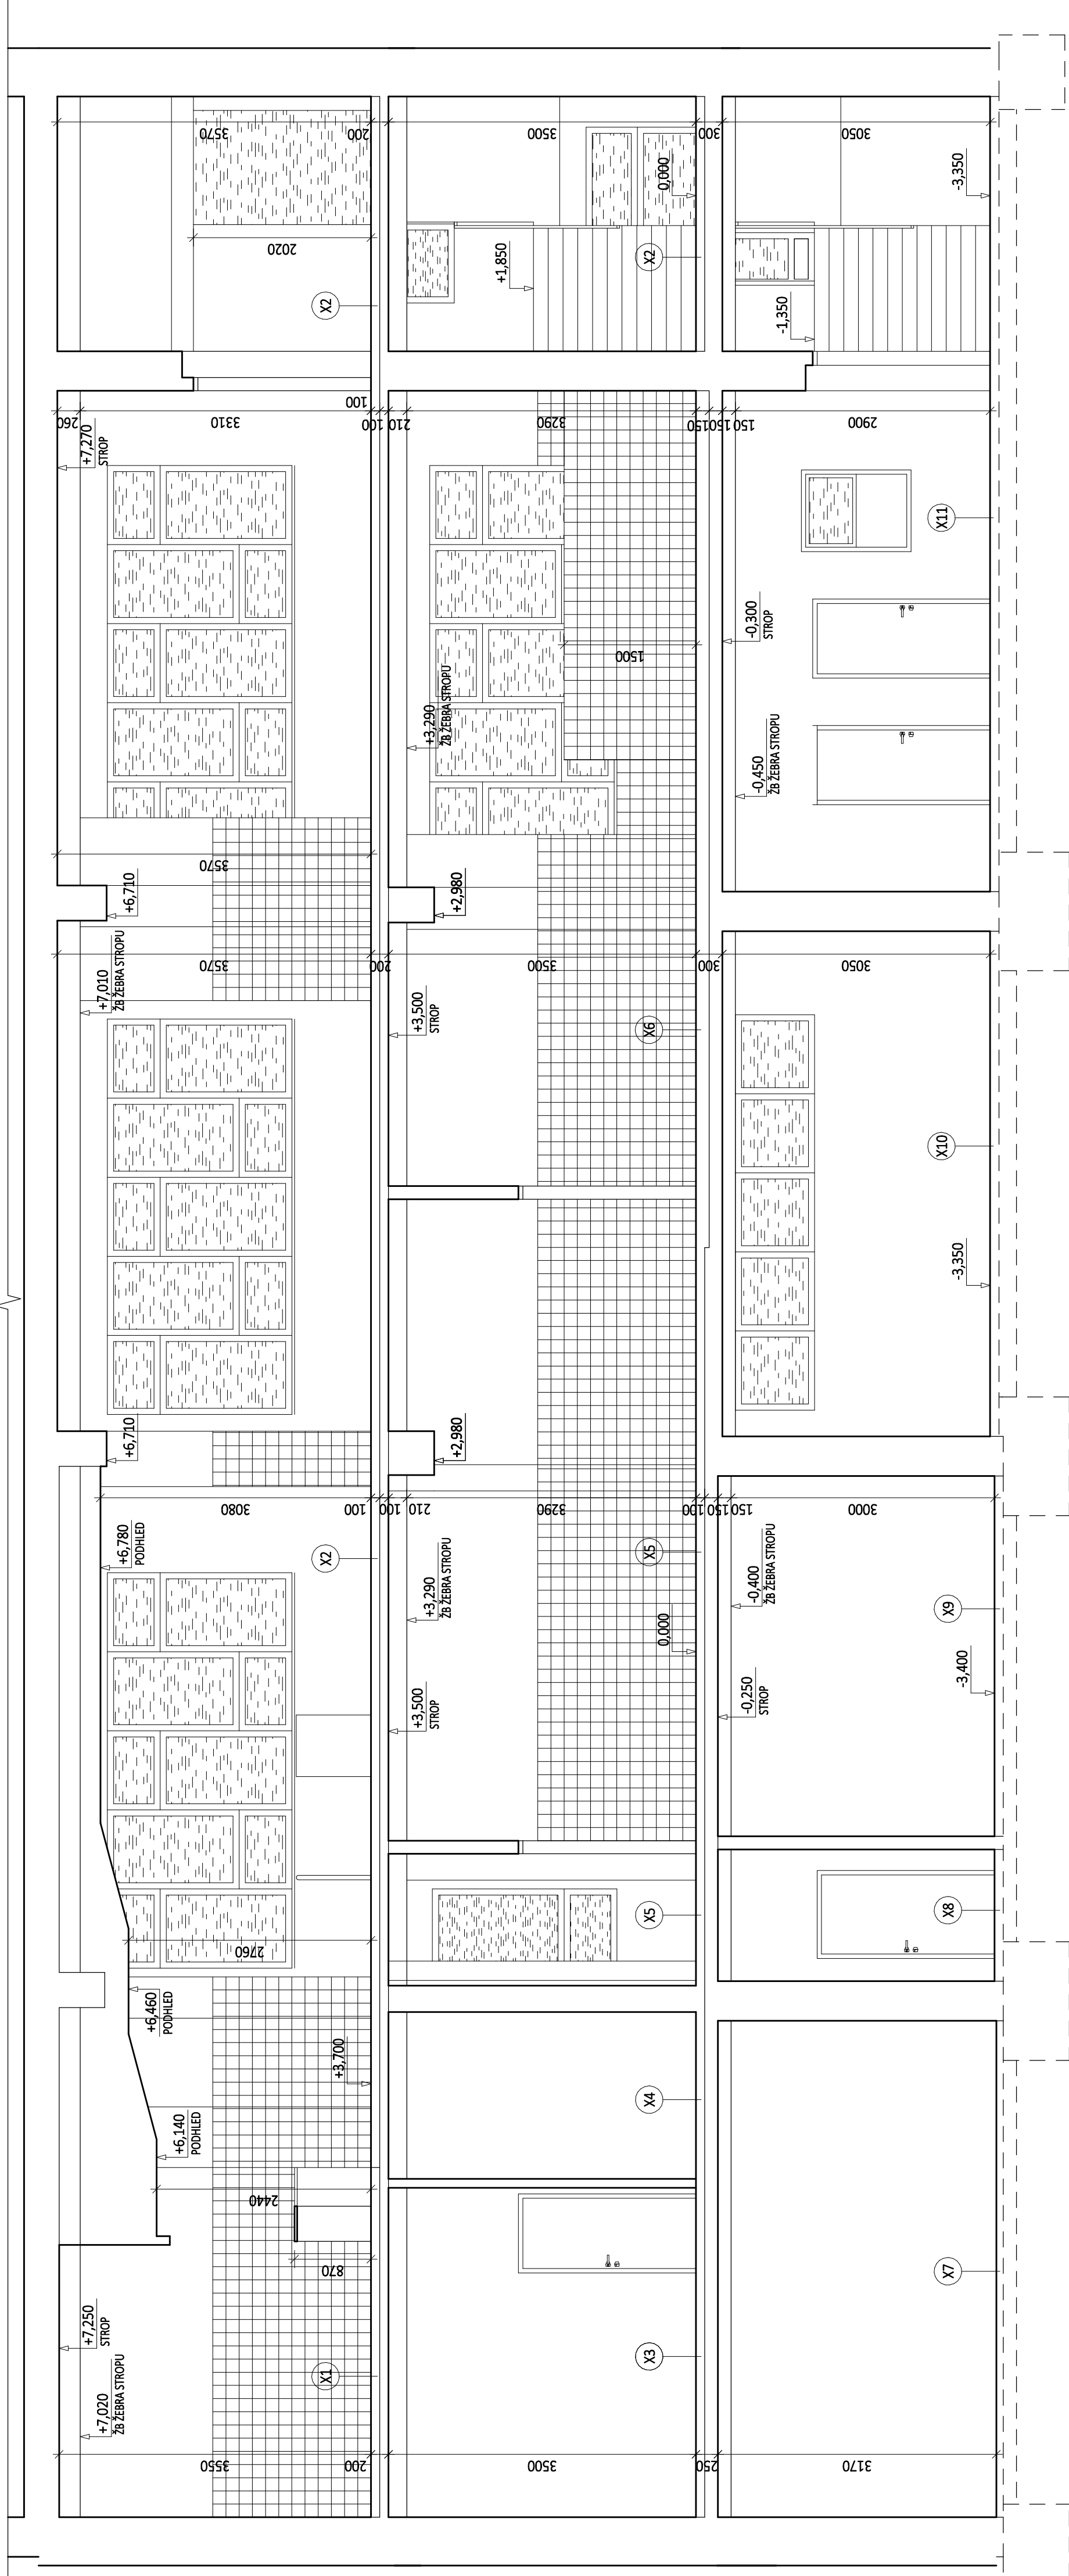 3570
200
3500
300
3050
2020
0,000
-3,350
X2
+1,850
X2
-1,350
260
3310
100
100
210
3290
150
150
150
2900
+7,270
STROP
X11
-0,300
STROP
1500
+3,290
ŽB ŽEBRA STROPU
-0,450
ŽB ŽEBRA STROPU
3570
+6,710
+2,980
+7,010
ŽB ŽEBRA STROPU
3570
200
3500
300
3050
+3,500
STROP
X6
X10
-3,350
+6,710
+2,980
3080
100
100
210
3290
100
150
150
3000
+6,780
PODHLED
X2
X5
+3,290
ŽB ŽEBRA STROPU
-0,400
ŽB ŽEBRA STROPU
X9
0,000
+3,500
STROP
-0,250
STROP
-3,400
2760
X5
X8
+6,460
PODHLED
+3,700
X4
+6,140
PODHLED
2440
870
X7
+7,250
STROP
X1
X3
+7,020
ŽB ŽEBRA STROPU
3550
200
3500
250
3170